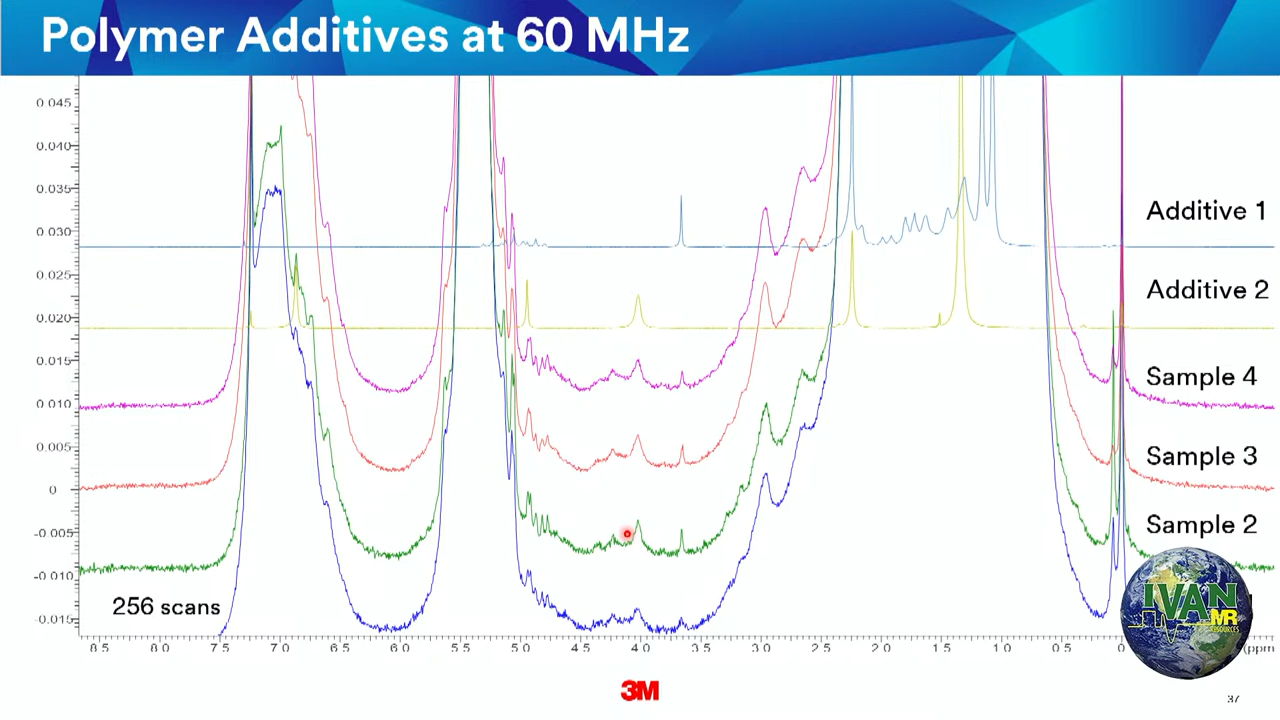 Polymer Additives at 60 MHz
0.045
0.040
0.035
0.030
0.025
0.020
0.015
0.010
0.005
0
-0.005
-0.010
-0.015
Additive 1
Additive 2
Sample 4
Sample 3
Sample 2
256 scans
8.5 8.0 7.5 7.0 6.5 6.0 5.5 5.0 4.5 4.0 3.5 3.0 2.5 2.0 1.5 1.0 0.5 0 (ppm
IVAN
NMR
RESOURCES
3M
37